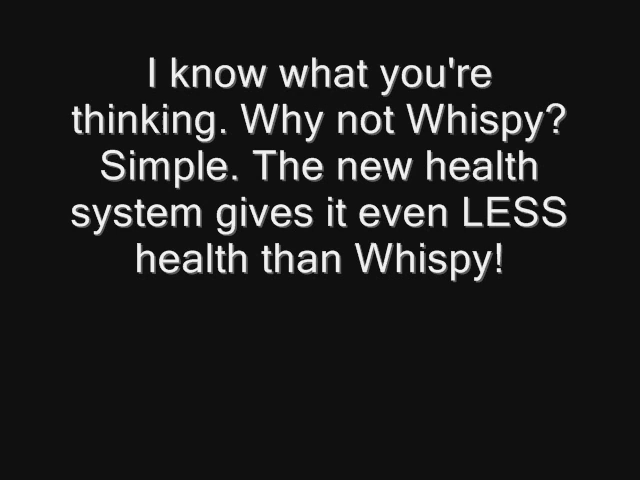 I know what you're
thinking. Why not Whispy?
Simple. The new health
system gives it even LESS
health than Whispy!